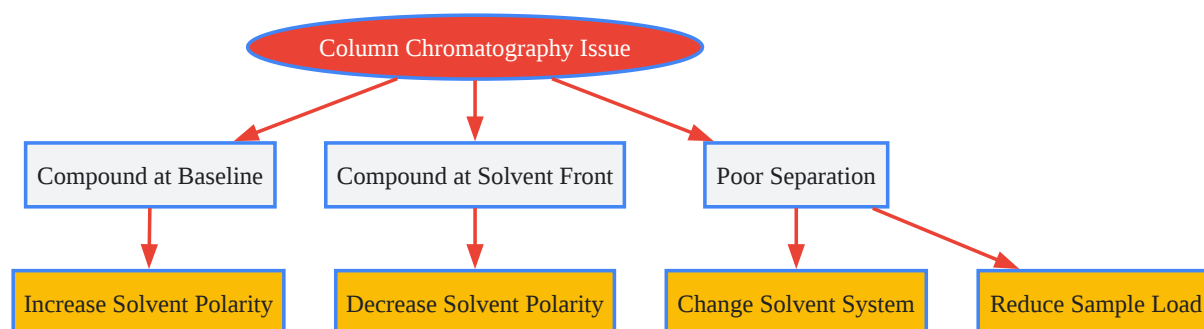 Column Chromatography Issue
Compound at Baseline
Compound at Solvent Front
Poor Separation
Increase Solvent Polarity
Decrease Solvent Polarity
Change Solvent System
Reduce Sample Load